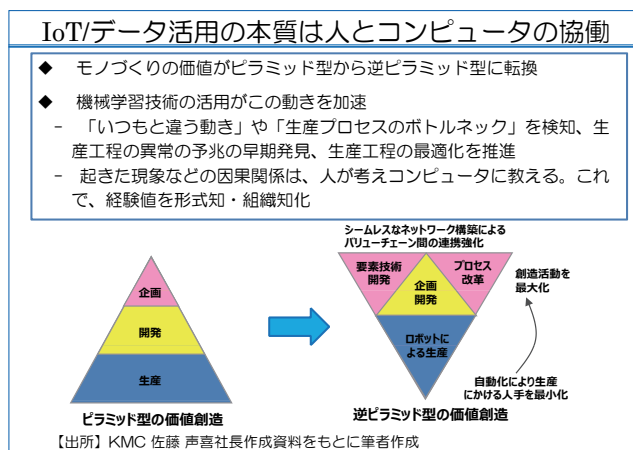 IoT/データ活用の本質は人とコンピュータの協働
◆ モノづくりの価値がピラミッド型から逆ピラミッド型に転換
◆ 機械学習技術の活用がこの動きを加速
- 「いつもと違う動き」や「生産プロセスのボトルネック」を検知、生
産工程の異常の予兆の早期発見、生産工程の最適化を推進
- 起きた現象などの因果関係は、人が考えコンピュータに教える。これ
で、経験値を形式知・組織知化
シームレスなネットワーク構築による
バリューチェーン間の連携強化
企画
開発
生産
ピラミッド型の価値創造
要素技術
開発
企画
開発
プロセス
改革
ロボットに
よる生産
創造活動を
最大化
自動化により生産
にかける人手を最小化
逆ピラミッド型の価値創造
【出所】KMC 佐藤 声喜社長作成資料をもとに筆者作成